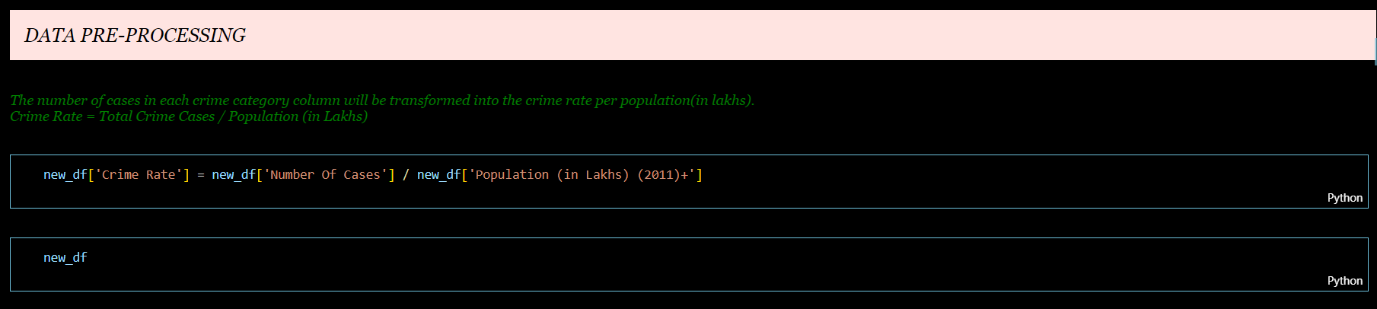 DATA PRE-PROCESSING
The number of cases in each crime category column will be transformed into the crime rate per population(in lakhs).
Crime Rate = Total Crime Cases / Population (in Lakhs)
new_df['Crime Rate'] = new_df['Number Of Cases'] / new_df['Population (in Lakhs) (2011)+']
Python
new_df
Python